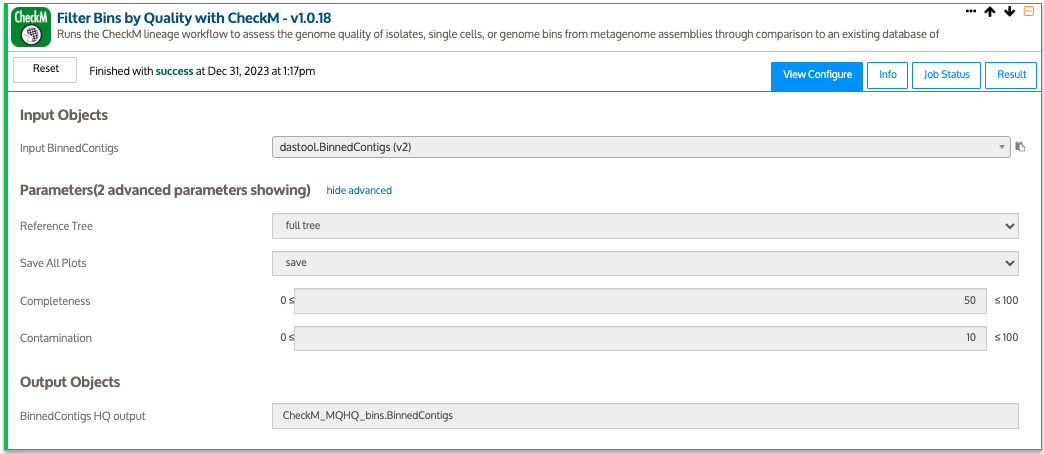 CheckM
Filter Bins by Quality with CheckM - v1.0.18
Runs the CheckM lineage workflow to assess the genome quality of isolates, single cells, or genome bins from metagenome assemblies through comparison to an existing database of
Reset
Finished with success at Dec 31, 2023 at 1:17pm
View Configure
Info
Job Status
Result
Input Objects
Input BinnedContigs
dastool.BinnedContigs (v2)
Parameters(2 advanced parameters showing) hide advanced
Reference Tree
full tree
Save All Plots
save
Completeness
0 ≤ 50 ≤ 100
Contamination
0 ≤ 10 ≤ 100
Output Objects
BinnedContigs HQ output
CheckM_MQHQ_bins.BinnedContigs